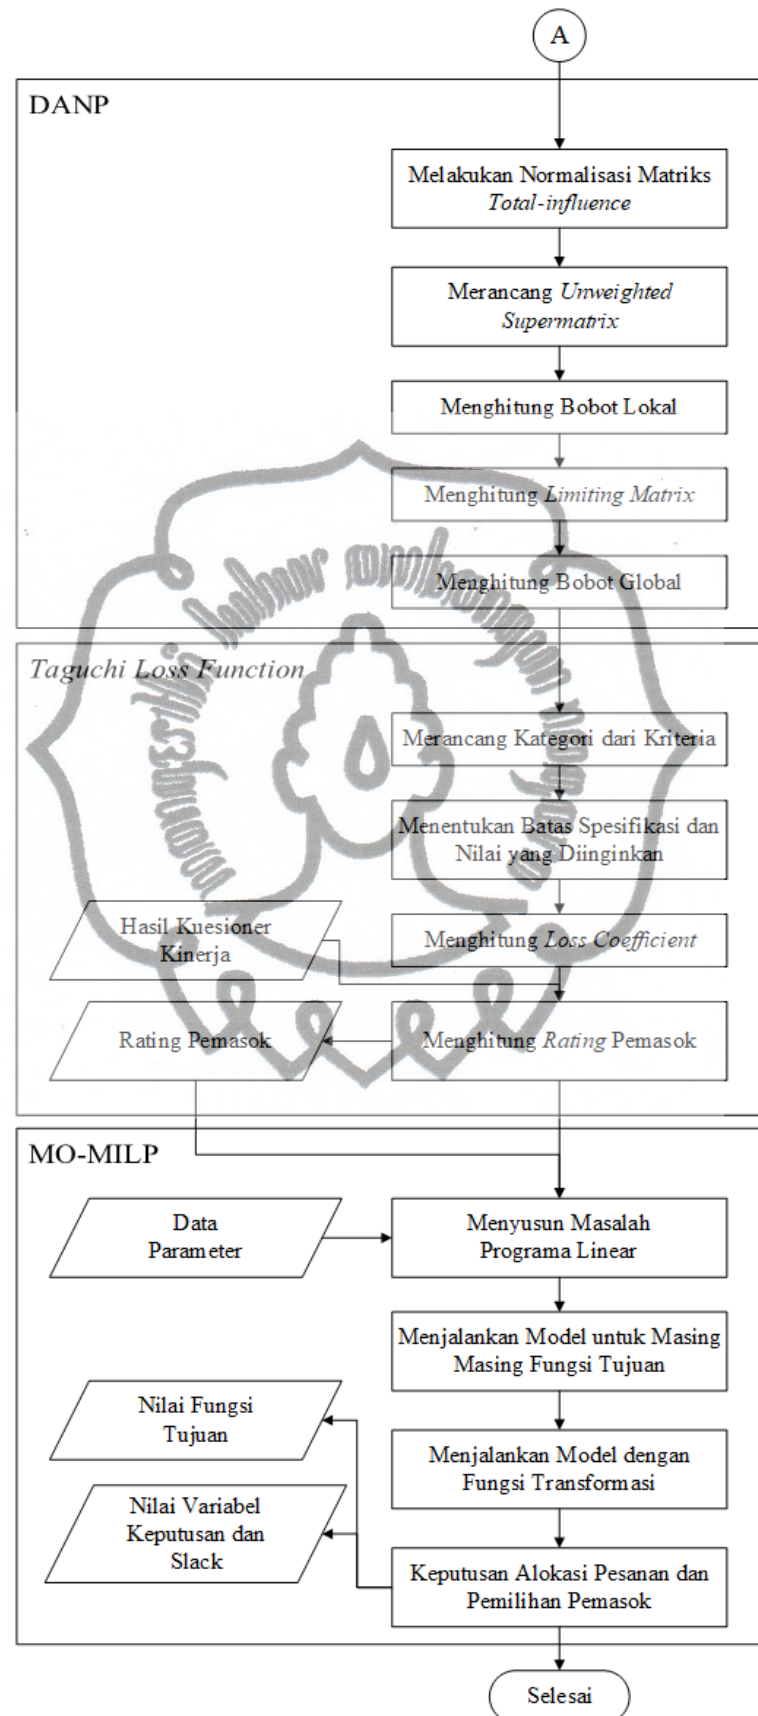 A
DANP
Melakukan Normalisasi Matriks
Total-influence
Merancang Unweighted
Supermatrix
Menghitung Bobot Lokal
Menghitung Limiting Matrix
Menghitung Bobot Global
Taguchi Loss Function
Merancang Kategori dari Kriteria
Menentukan Batas Spesifikasi dan
Nilai yang Diinginkan
Hasil Kuesioner
Kinerja
Menghitung Loss Coefficient
Rating Pemasok
Menghitung Rating Pemasok
MO-MILP
Data
Parameter
Menyusun Masalah
Programa Linear
Menjalankan Model untuk Masing
Masing Fungsi Tujuan
Nilai Fungsi
Tujuan
Menjalankan Model dengan
Fungsi Transformasi
Nilai Variabel
Keputusan dan
Slack
Keputusan Alokasi Pesanan dan
Pemilihan Pemasok
Selesai